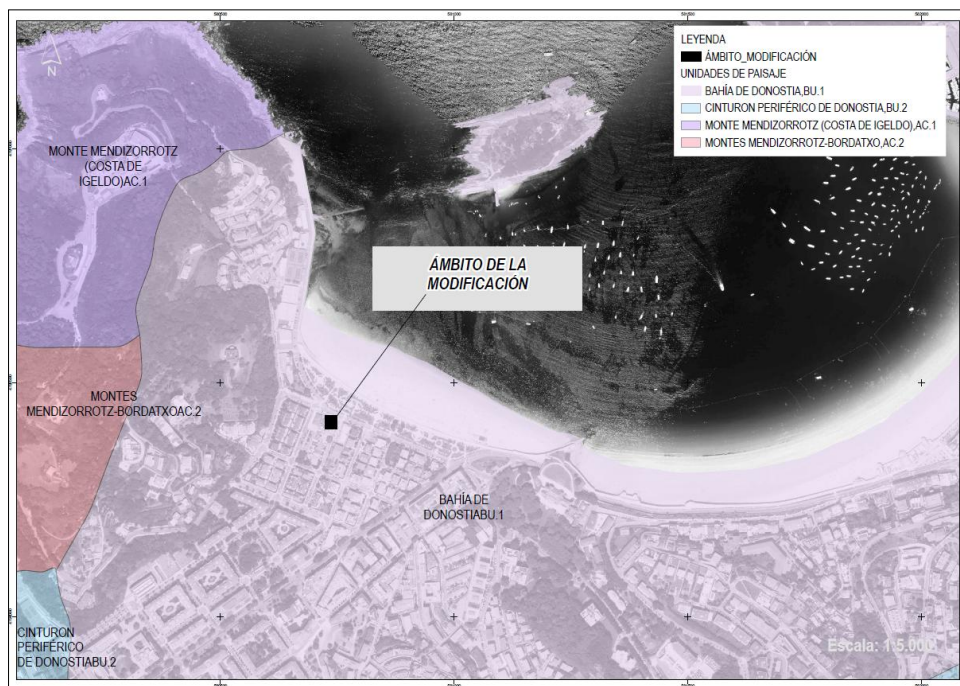 LEYENDA
ÁMBITO_MODIFICACIÓN
UNIDADES DE PAISAJE
BAHÍA DE DONOSTIA,BU.1
CINTURON PERIFÉRICO DE DONOSTIA,BU.2
MONTE MENDIZORROTZ (COSTA DE IGELDO),AC.1
MONTES MENDIZORROTZ-BORDATXO,AC.2
N
MONTE MENDIZORROTZ
(COSTA DE
IGELDO)AC.1
ÁMBITO DE LA
MODIFICACIÓN
MONTES
MENDIZORROTZ-BORDATXOAC.2
BAHÍA DE
DONOSTIABU.1
CINTURON
PERIFÉRICO
DE DONOSTIABU.2
Escala: 1:5.000